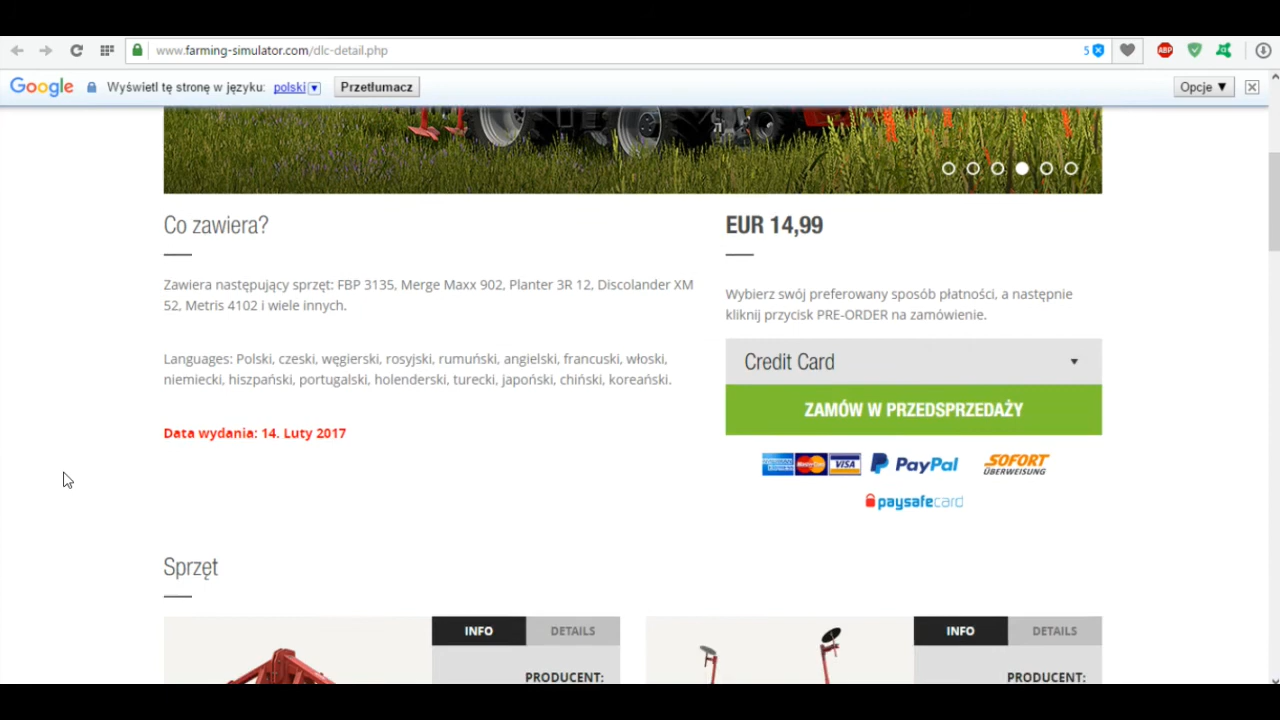 www.farming-simulator.com/dlc-detail.php
5
ABP
Google Wyświetl tę stronę w języku: polski Przetłumacz Opcje ▼
Co zawiera?
Zawiera następujący sprzęt: FBP 3135, Merge Maxx 902, Planter 3R 12, Discolander XM
52, Metris 4102 i wiele innych.
Languages: Polski, czeski, węgierski, rosyjski, rumuński, angielski, francuski, włoski,
niemiecki, hiszpański, portugalski, holenderski, turecki, japoński, chiński, koreański.
Data wydania: 14. Luty 2017
EUR 14,99
Wybierz swój preferowany sposób płatności, a następnie
kliknij przycisk PRE-ORDER na zamówienie.
Credit Card
ZAMÓW W PRZEDSPRZEDAŻY
VISA PayPal SOFORT
ÜBERWEISUNG
paysafecard
Sprzęt
INFO DETAILS
PRODUCENT:
INFO DETAILS
PRODUCENT: